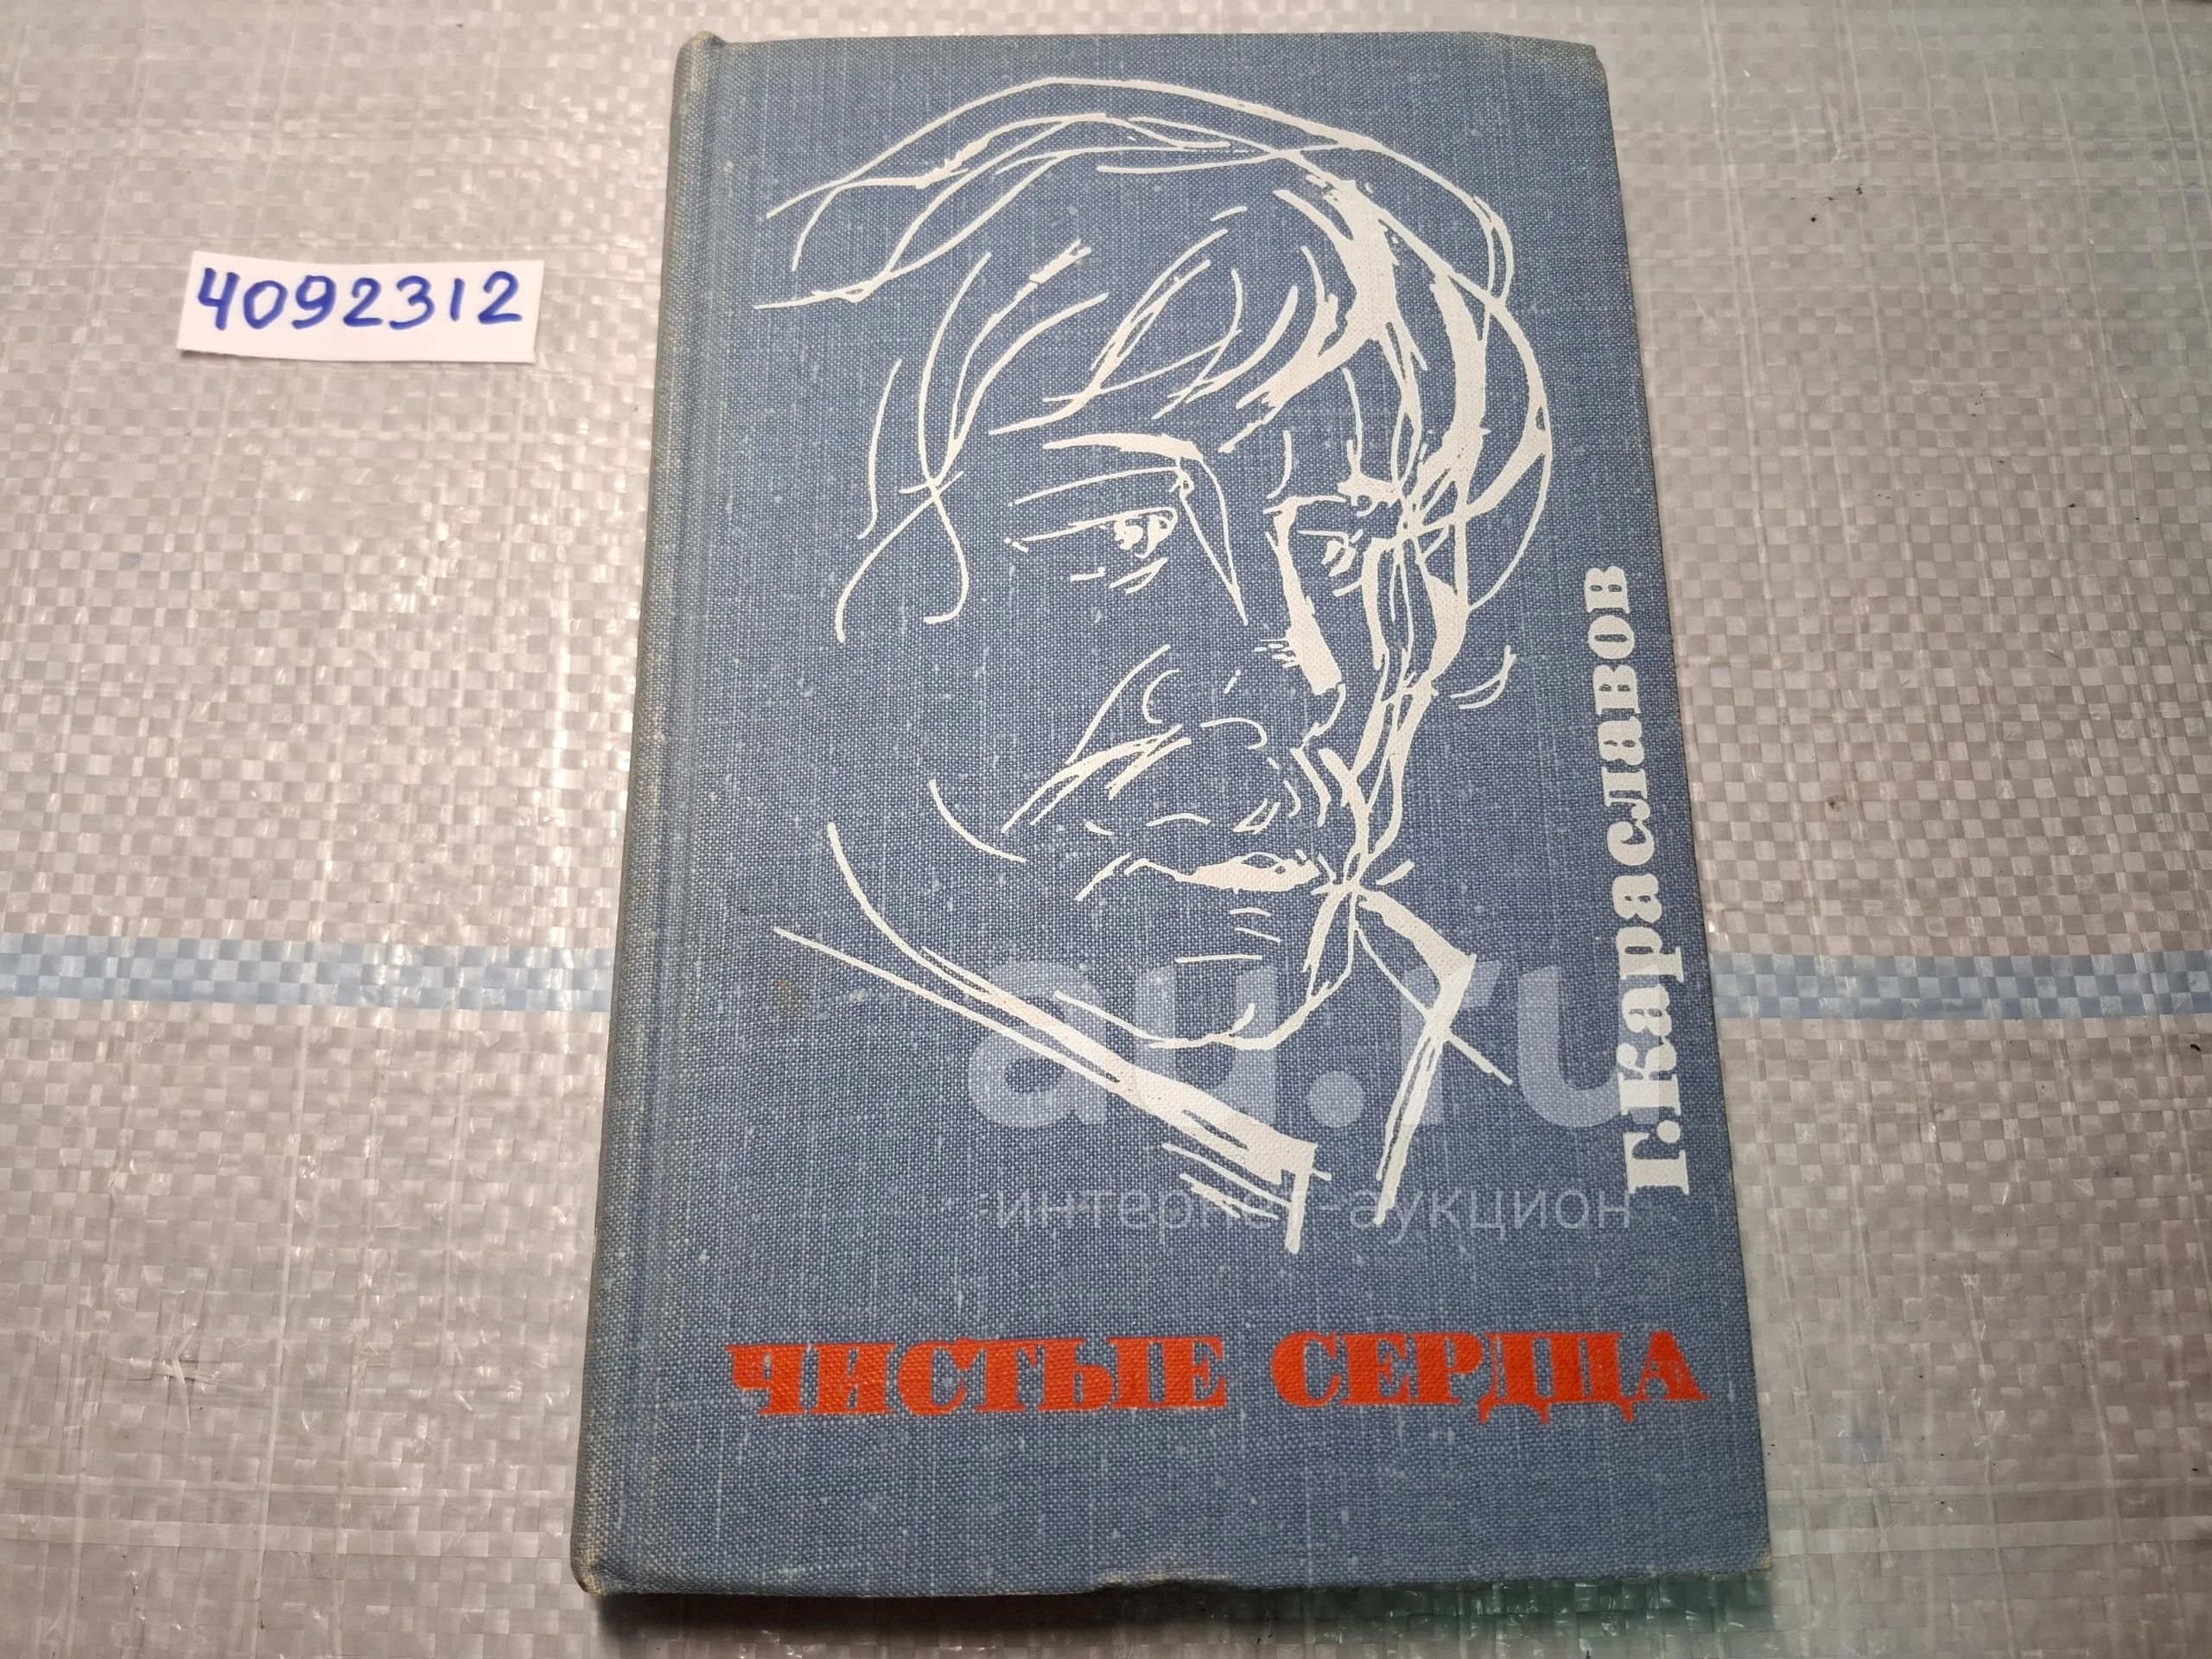 4092312
Г. Караславов
au.ru
интернет-аукцион
ЧИСТЫЕ СЕРДЦА